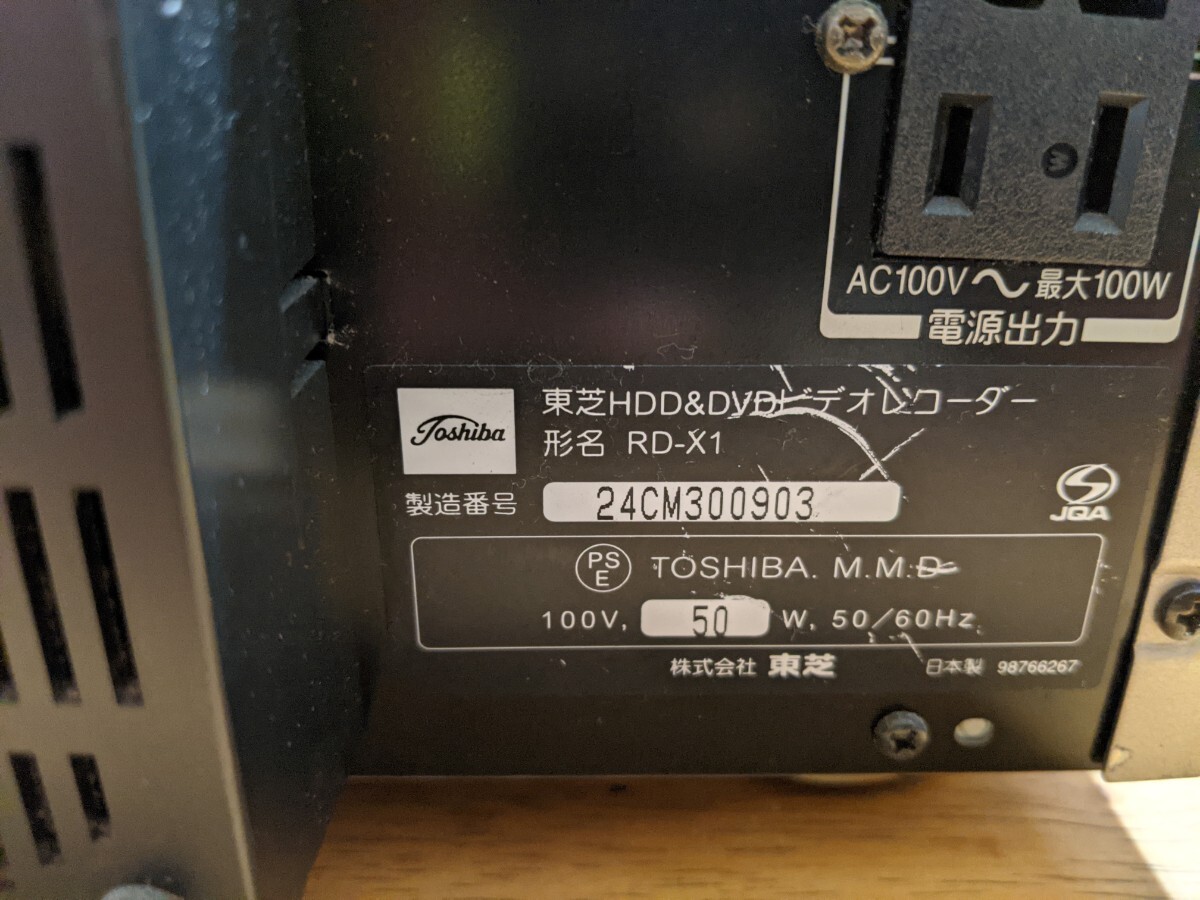 AC100V～ 最大100W
電源出力
Toshiba
東芝HDD&DVDビデオレコーダー
形名 RD-X1
製造番号 24CM300903
JQA
PS
E
TOSHIBA. M.M.D
100V, 50 W, 50/60Hz
株式会社 東芝 日本製 98766267